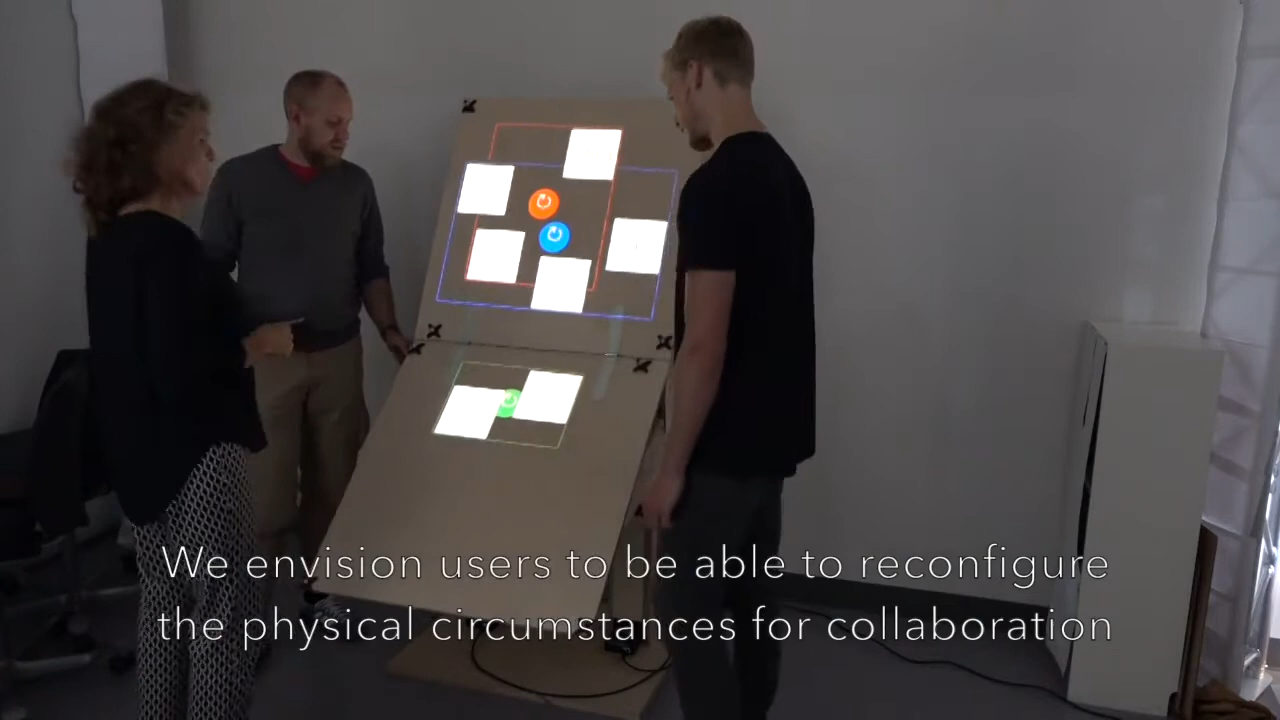 We envision users to be able to reconfigure
the physical circumstances for collaboration